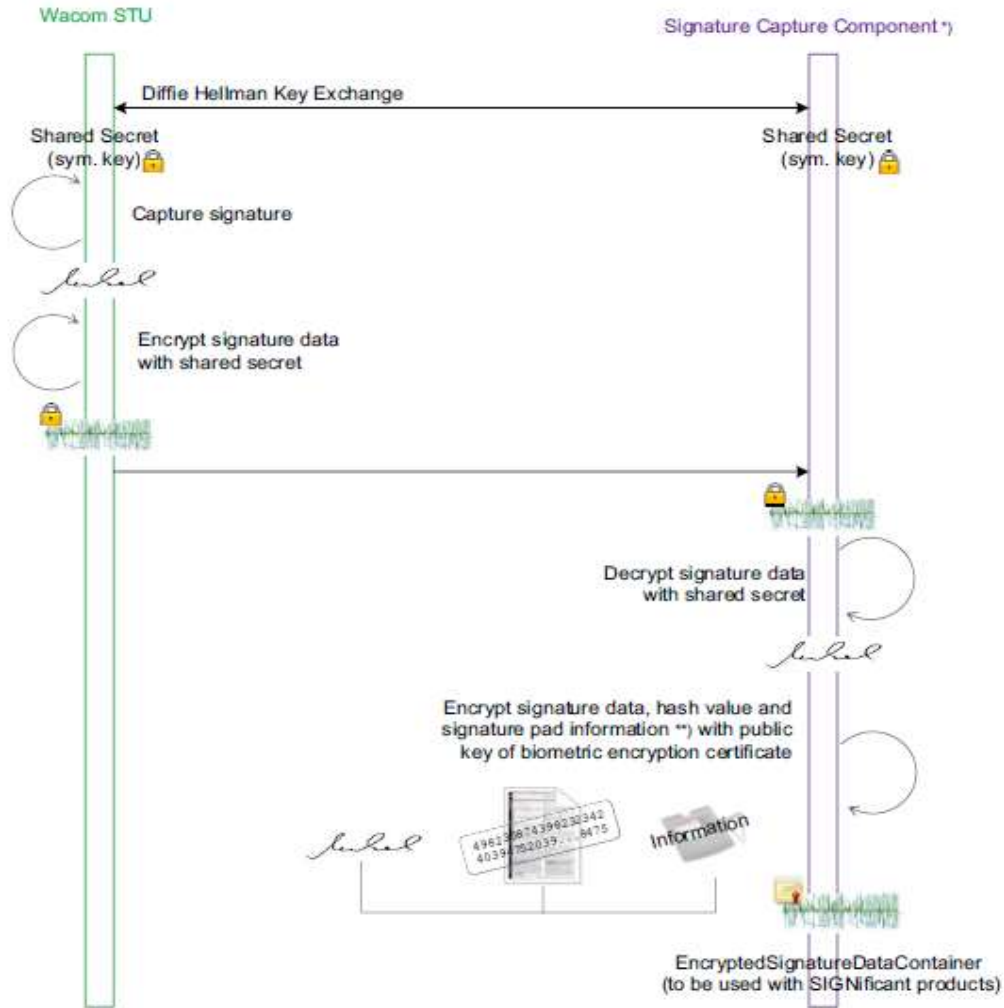 Wacom STU
Signature Capture Component *)
Diffie Hellman Key Exchange
Shared Secret
(sym. key)
Shared Secret
(sym. key)
Capture signature
Encrypt signature data
with shared secret
Decrypt signature data
with shared secret
Encrypt signature data, hash value and
signature pad information **) with public
key of biometric encryption certificate
Information
EncryptedSignatureDataContainer
(to be used with SIGNificant products)